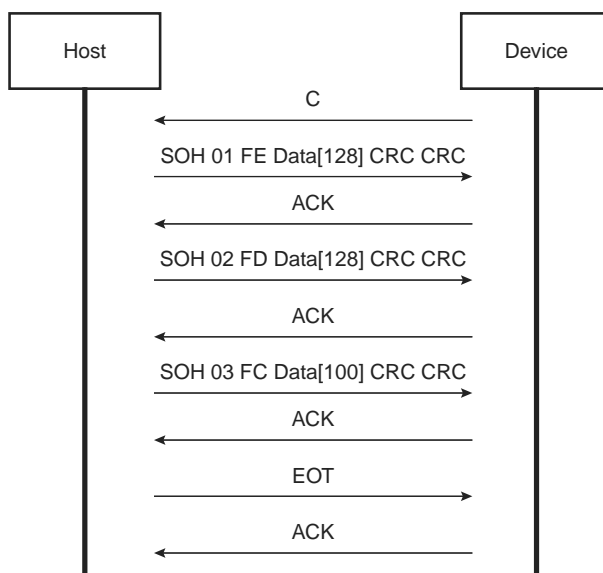 Host
Device
C
SOH 01 FE Data[128] CRC CRC
ACK
SOH 02 FD Data[128] CRC CRC
ACK
SOH 03 FC Data[100] CRC CRC
ACK
EOT
ACK